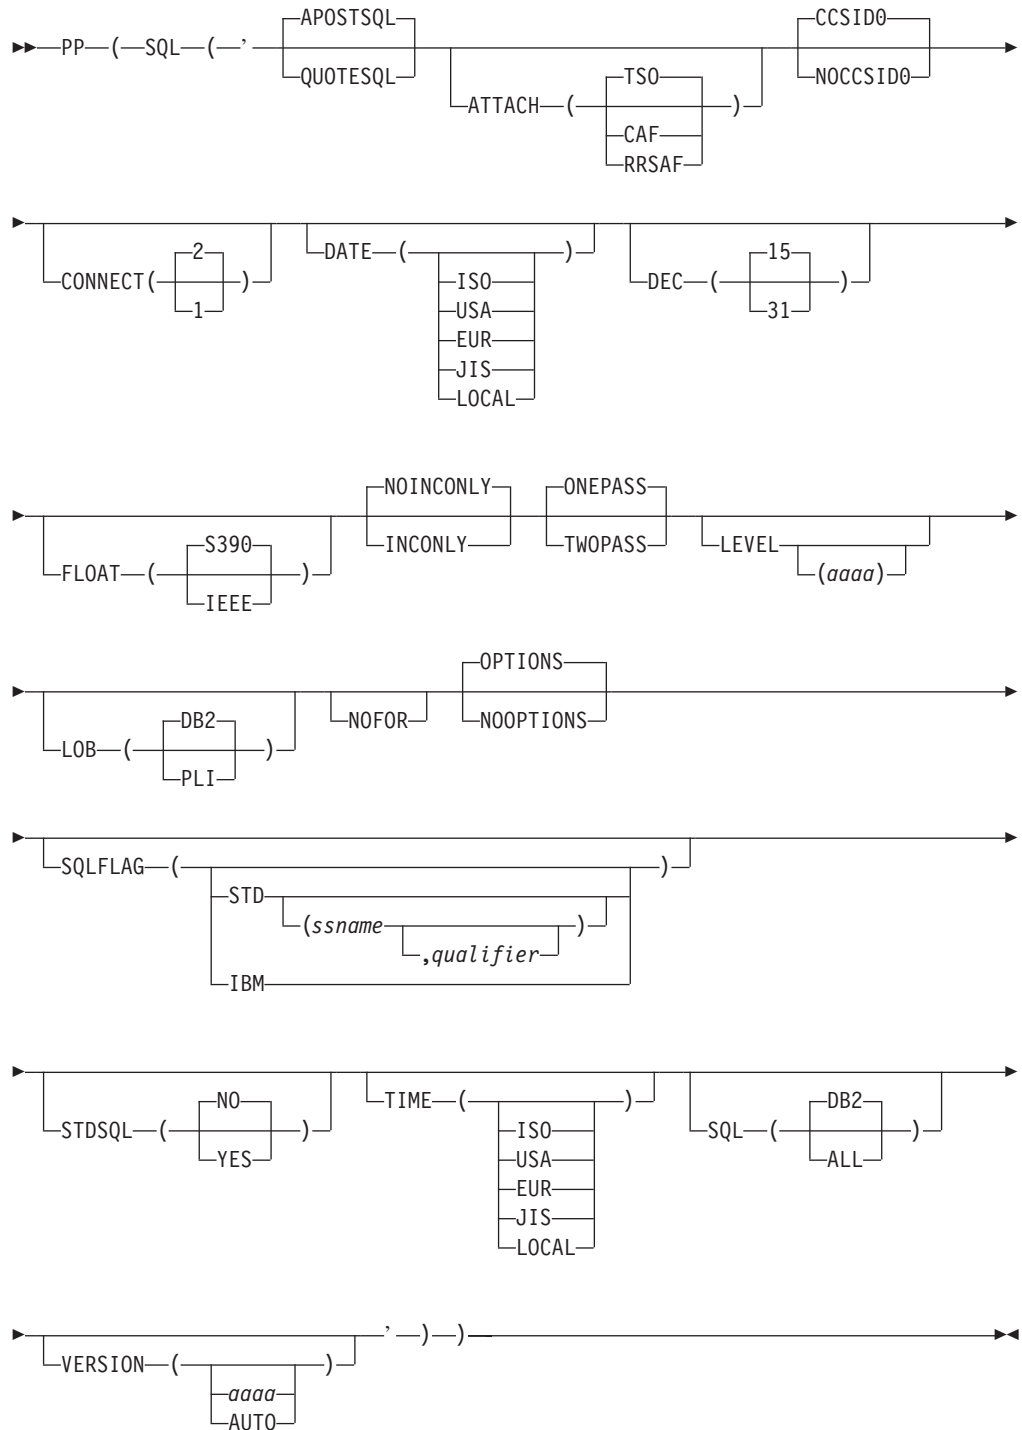 APOSTSQL CCSID0
PP ( SQL ( ’
QUOTESQL TSO NOCCSID0
ATTACH ( )
CAF
RRSAF
2 DATE ( ) 15
CONNECT( ) ISO DEC ( )
1 USA 31
EUR
JIS
LOCAL
NOINCONLY ONEPASS
S390 INCONLY TWOPASS LEVEL
FLOAT ( ) (aaaa)
IEEE
OPTIONS
DB2 NOFOR NOOPTIONS
LOB ( )
PLI
SQLFLAG ( )
STD
(ssname )
,qualifier
IBM
NO TIME ( ) DB2
STDSQL ( ) ISO SQL ( )
YES USA ALL
EUR
JIS
LOCAL
’ ) )
VERSION ( )
aaaa
AUTO